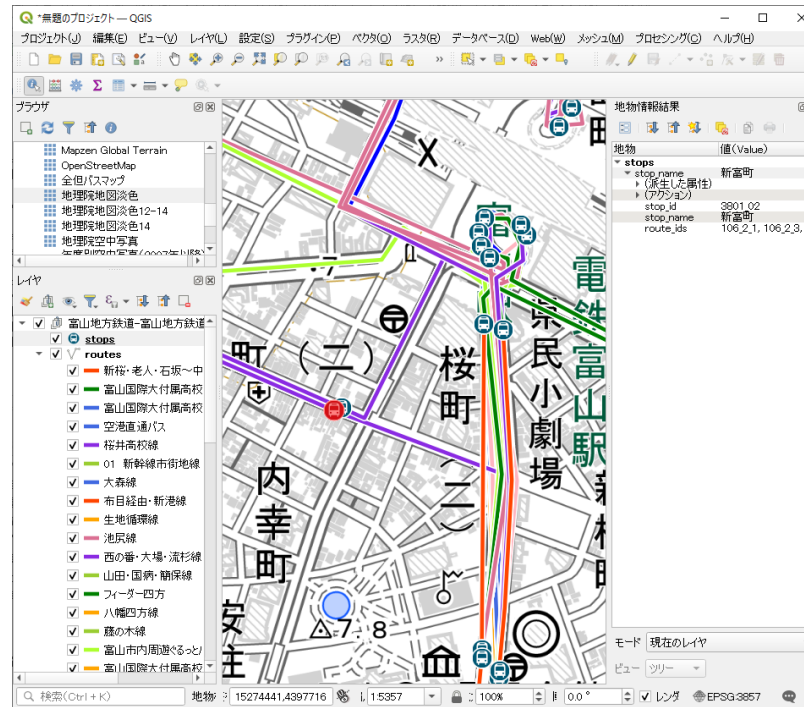 *無題のプロジェクト — QGIS
プロジェクト(J) 編集(E) ビュー(V) レイヤ(L) 設定(S) プラグイン(P) ベクタ(O) ラスタ(R) データベース(D) Web(W) メッシュ(M) プロセシング(C) ヘルプ(H)
ブラウザ
Mapzen Global Terrain
OpenStreetMap
全但バスマップ
地理院地図淡色
地理院地図淡色12-14
地理院地図淡色14
地理院空中写真
レイヤ
富山地方鉄道-富山地方鉄道
stops
routes
新桜・老人・石坂~中
富山国際大付属高校
富山国際大付属高校
空港直通バス
桜井高校線
01 新幹線市街地線
大森線
布目経由・新港線
生地循環線
池尻線
西の番・大場・流杉線
山田・国病・簡保線
フィーダー四方
八幡四方線
藤の木線
富山市内周遊ぐるっと
富山国際大付属高校
町(二)
桜町(二)
県民小劇場
電鉄富山駅
内幸町
安住
7.8
地物情報結果
地物 値(Value)
stops
stop_name 新富町
(派生した属性)
(アクション)
stop_id 3801_02
stop_name 新富町
route_ids 106_2_1, 106_2_3,
モード 現在のレイヤ
ビュー ツリー
検索(Ctrl + K) 地物 15274441,4397716 1:5357 100% 0.0 ° レンダ EPSG:3857